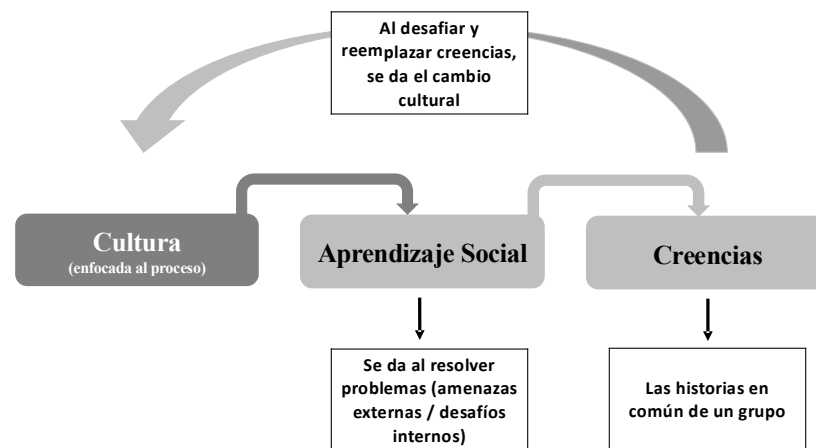 Al desafiar y
reemplazar creencias,
se da el cambio
cultural
Cultura
(enfocada al proceso)
Aprendizaje Social
Creencias
Se da al resolver
problemas (amenazas
externas / desafíos
internos)
Las historias en
común de un grupo